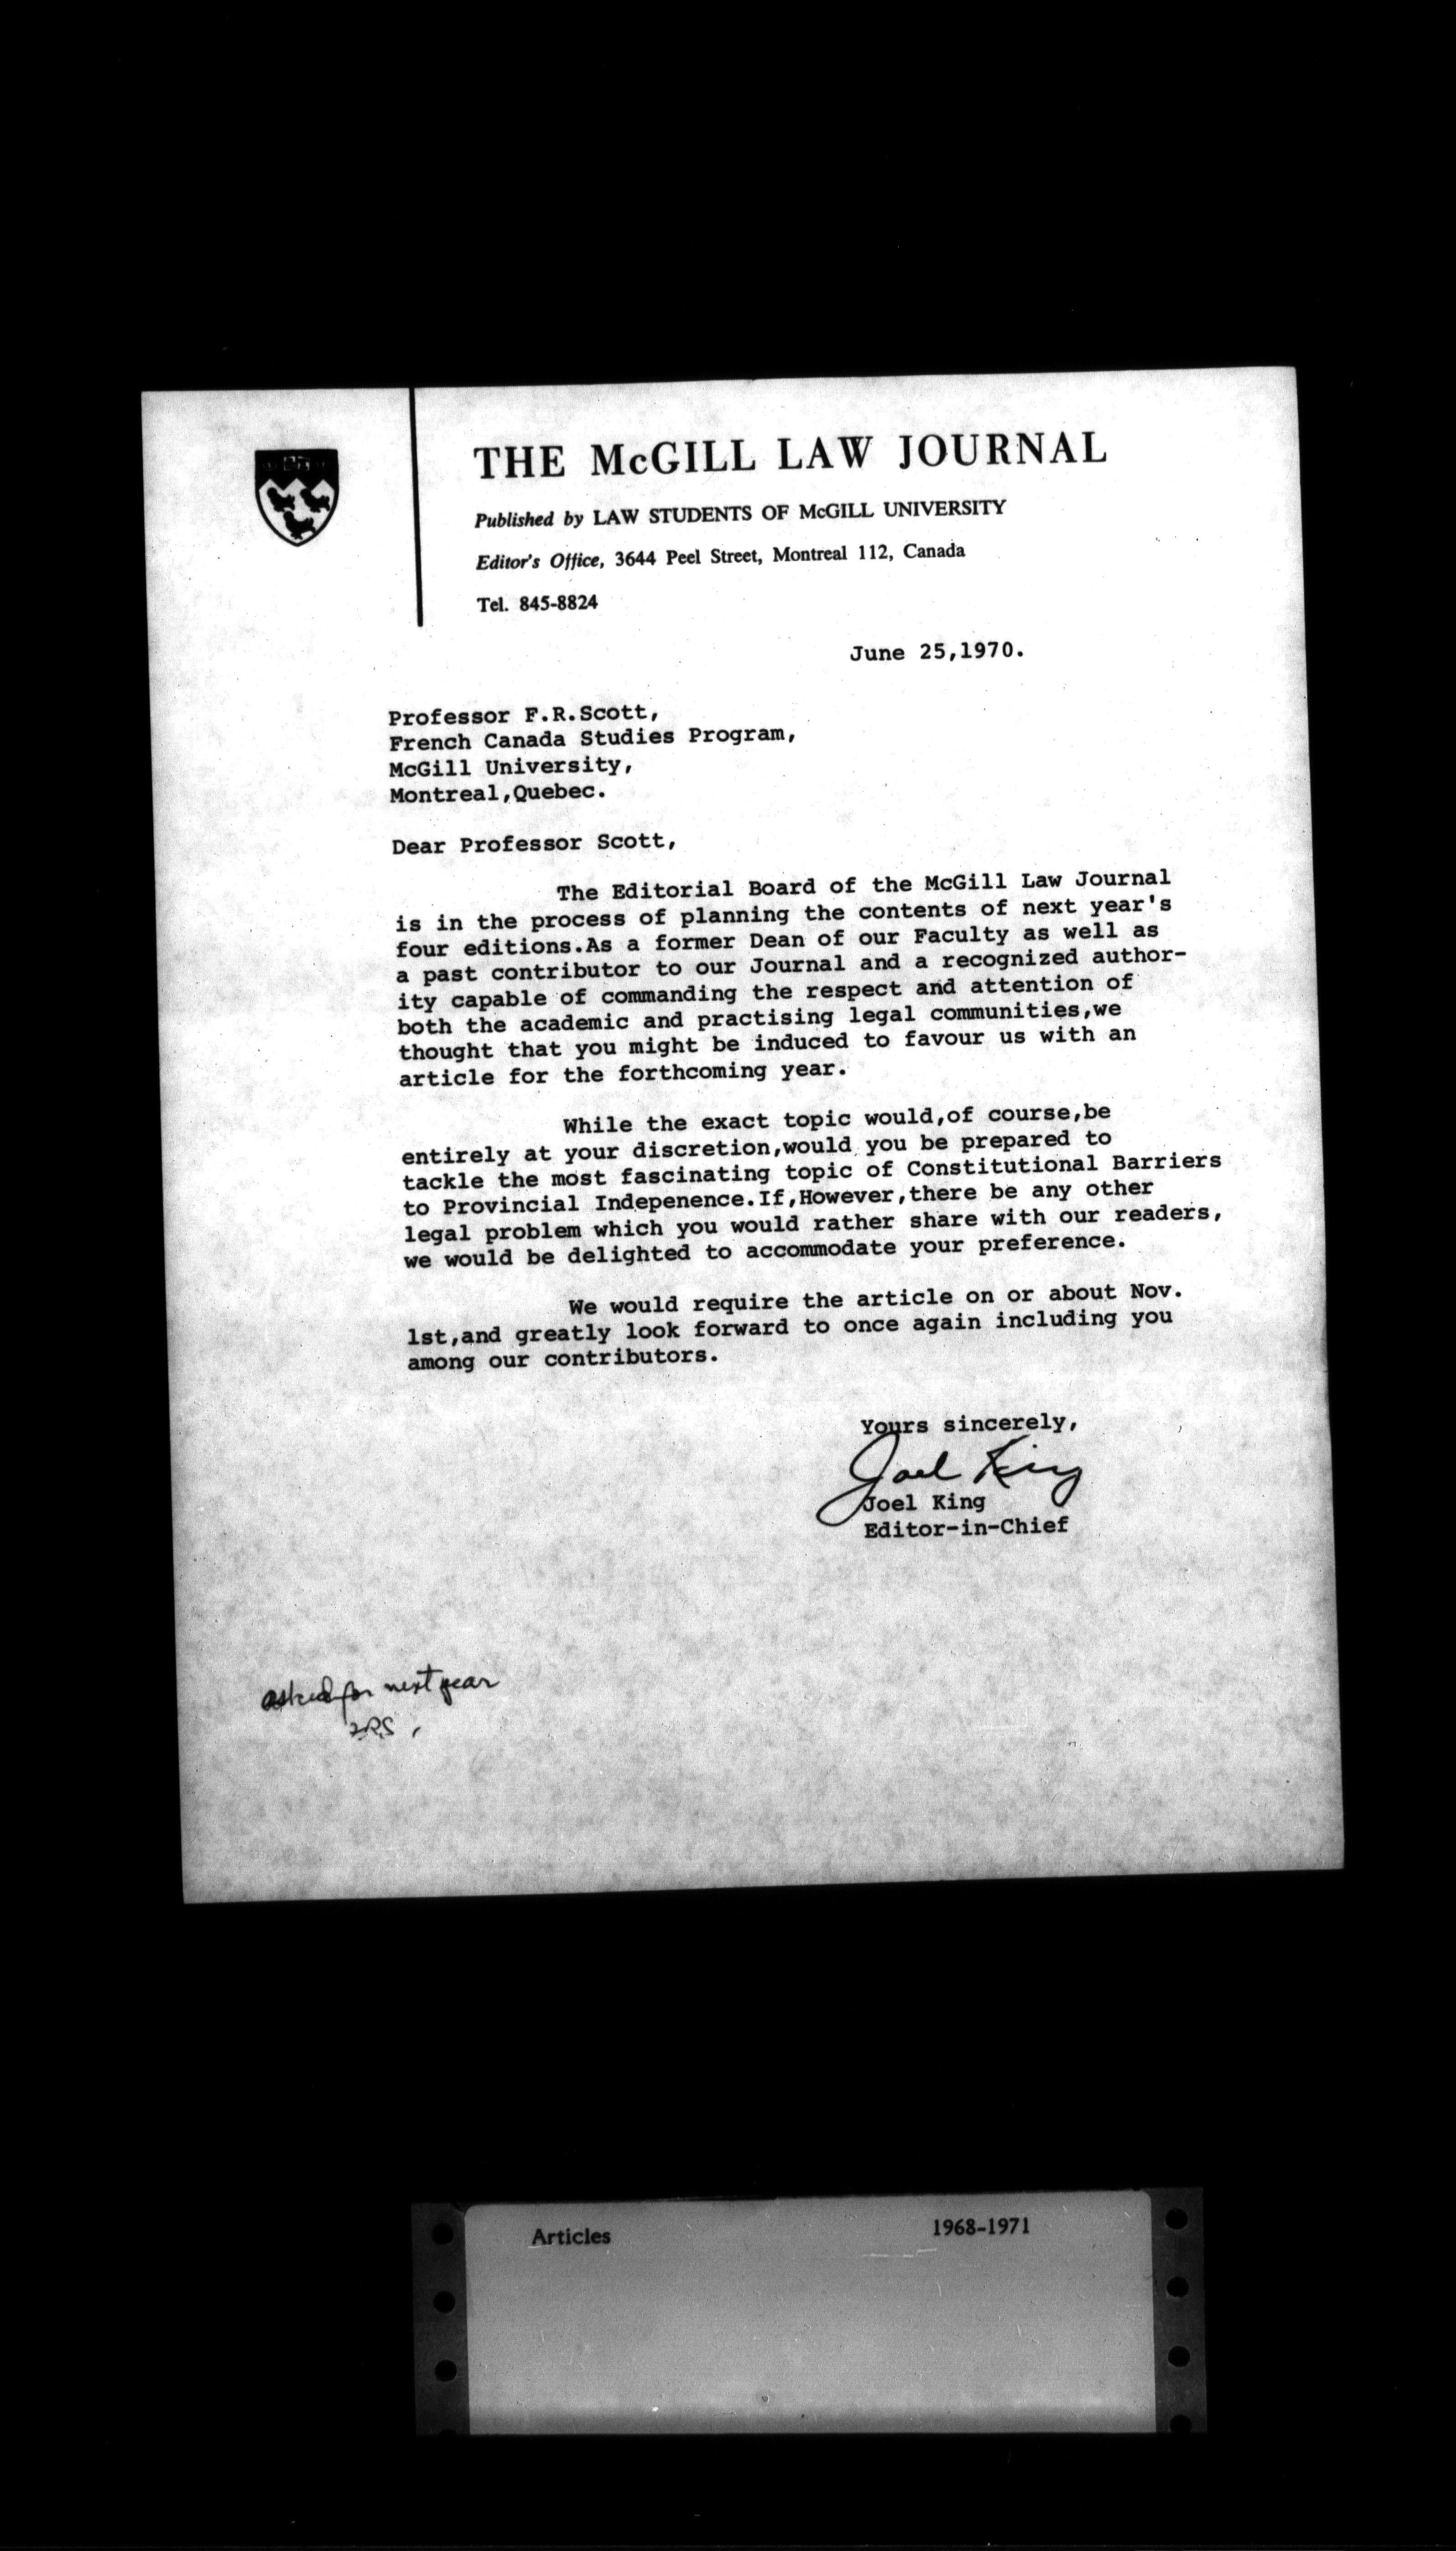 THE McGILL LAW JOURNAL
Published by LAW STUDENTS OF McGILL UNIVERSITY
Editor's Office, 3644 Peel Street, Montreal 112, Canada
Tel. 845-8824
June 25,1970.
Professor F.R.Scott,
French Canada Studies Program,
McGill University,
Montreal,Quebec.
Dear Professor Scott,
The Editorial Board of the McGill Law Journal
is in the process of planning the contents of next year's
four editions.As a former Dean of our Faculty as well as
a past contributor to our Journal and a recognized author-
ity capable of commanding the respect and attention of
both the academic and practising legal communities,we
thought that you might be induced to favour us with an
article for the forthcoming year.
While the exact topic would,of course,be
entirely at your discretion,would you be prepared to
tackle the most fascinating topic of Constitutional Barriers
to Provincial Indepenence.If,However,there be any other
legal problem which you would rather share with our readers,
we would be delighted to accommodate your preference.
We would require the article on or about Nov.
1st,and greatly look forward to once again including you
among our contributors.
Yours sincerely,
Joel King
Joel King
Editor-in-Chief
asked for next year
FRS
Articles 1968-1971